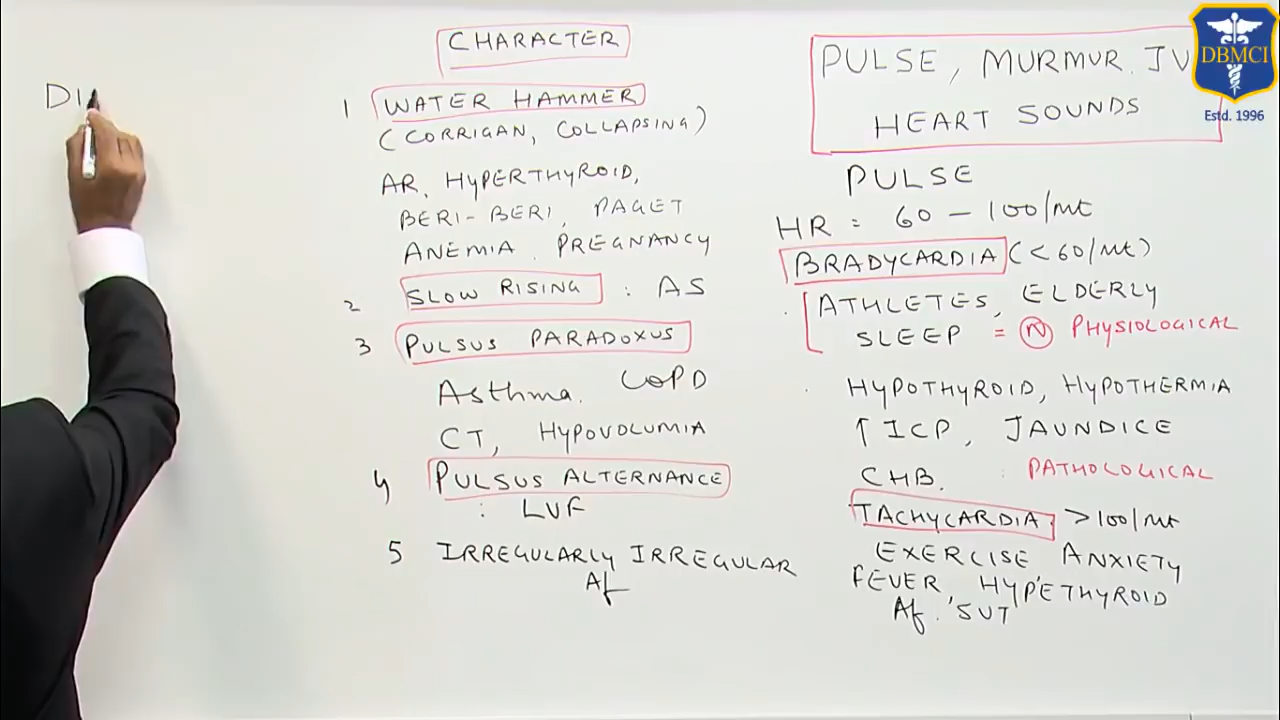 DI
CHARACTER
1 WATER HAMMER
(CORRIGAN, COLLAPSING)
AR, HYPERTHYROID,
BERI-BERI, PAGET
ANEMIA, PREGNANCY
2 SLOW RISING : AS
3 PULSUS PARADOXUS
Asthma. COPD
CT, HYPOVOLUMIA
4 PULSUS ALTERNANCE
: LVF
5 IRREGULARLY IRREGULAR
Af
PULSE, MURMUR. JV
HEART SOUNDS
PULSE
HR = 60 - 100/mt
BRADYCARDIA (< 60/mt)
ATHLETES, ELDERLY
SLEEP = N PHYSIOLOGICAL
HYPOTHYROID, HYPOTHERMIA
↑ ICP, JAUNDICE
CHB. : PATHOLOGICAL
TACHYCARDIA > 100/mt
EXERCISE ANXIETY
FEVER, HYPETHYROID
Af. SVT
DBMCI
Estd. 1996